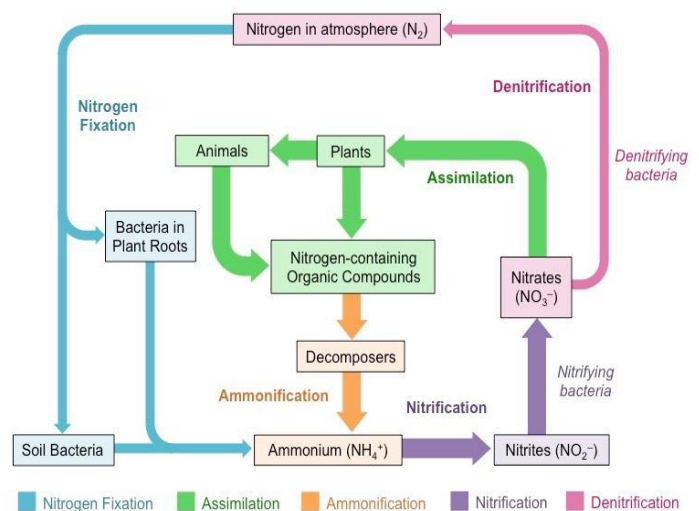 Nitrogen in atmosphere (N₂)
Nitrogen
Fixation
Denitrification
Animals
Plants
Assimilation
Denitrifying
bacteria
Bacteria in
Plant Roots
Nitrogen-containing
Organic Compounds
Nitrates
(NO₃⁻)
Decomposers
Ammonification
Nitrification
Nitrifying
bacteria
Soil Bacteria
Ammonium (NH₄⁺)
Nitrites (NO₂⁻)
Nitrogen Fixation
Assimilation
Ammonification
Nitrification
Denitrification